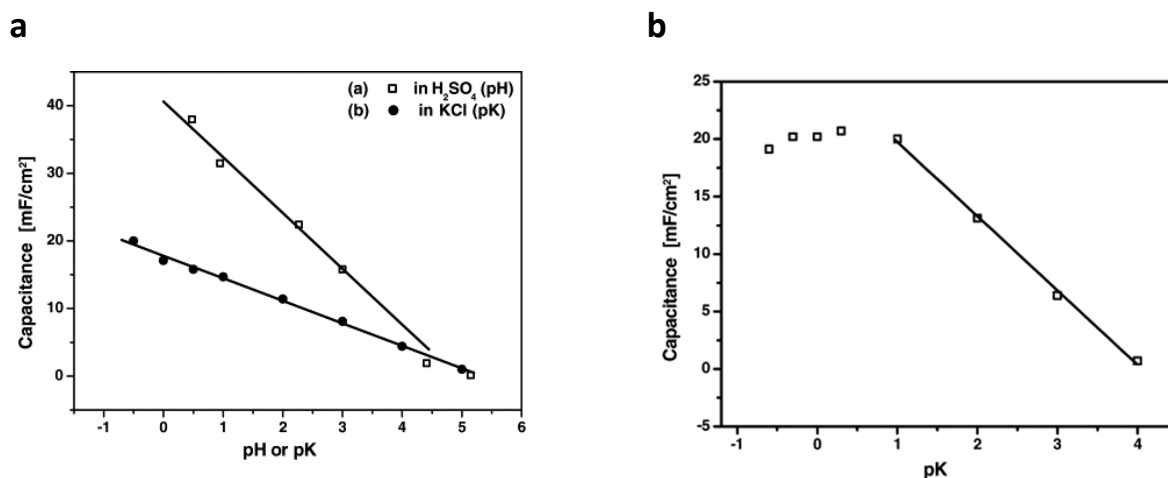 a
b
(a) in H₂SO₄ (pH)
(b) in KCl (pK)
Capacitance [mF/cm²]
40
30
20
10
0
-1 0 1 2 3 4 5 6
pH or pK
Capacitance [mF/cm²]
25
20
15
10
5
0
-5
-1 0 1 2 3 4
pK